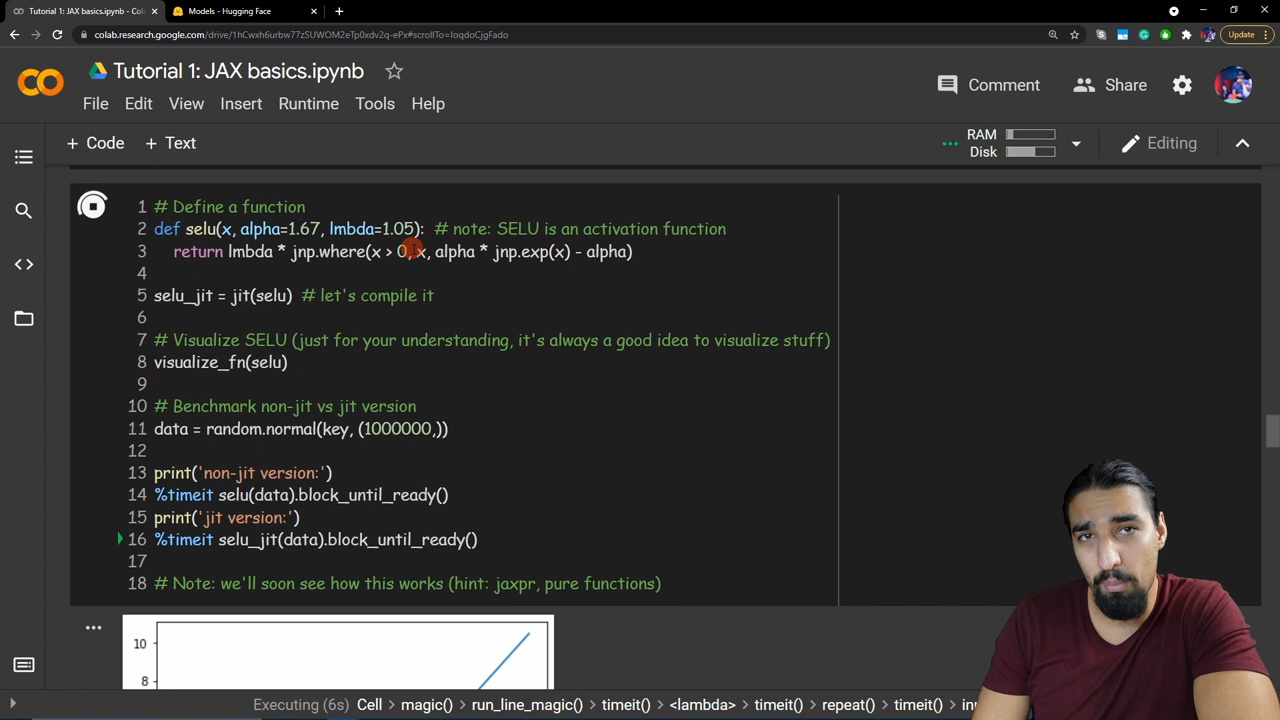 Tutorial 1: JAX basics.ipynb - Col
Models - Hugging Face
colab.research.google.com/drive/1hCwxh6urbw77zSUWOM2eTp0xdv2q-ePx#scrollTo=IoqdoCjgFado
Update
Tutorial 1: JAX basics.ipynb
File Edit View Insert Runtime Tools Help
Comment Share
+ Code + Text
RAM
Disk
Editing
1 # Define a function
2 def selu(x, alpha=1.67, lmbda=1.05): # note: SELU is an activation function
3 return lmbda * jnp.where(x > 0, x, alpha * jnp.exp(x) - alpha)
4
5 selu_jit = jit(selu) # let's compile it
6
7 # Visualize SELU (just for your understanding, it's always a good idea to visualize stuff)
8 visualize_fn(selu)
9
10 # Benchmark non-jit vs jit version
11 data = random.normal(key, (1000000,))
12
13 print('non-jit version:')
14 %timeit selu(data).block_until_ready()
15 print('jit version:')
16 %timeit selu_jit(data).block_until_ready()
17
18 # Note: we'll soon see how this works (hint: jaxpr, pure functions)
10
8
Executing (6s) Cell > magic() > run_line_magic() > timeit() > <lambda> > timeit() > repeat() > timeit() > in